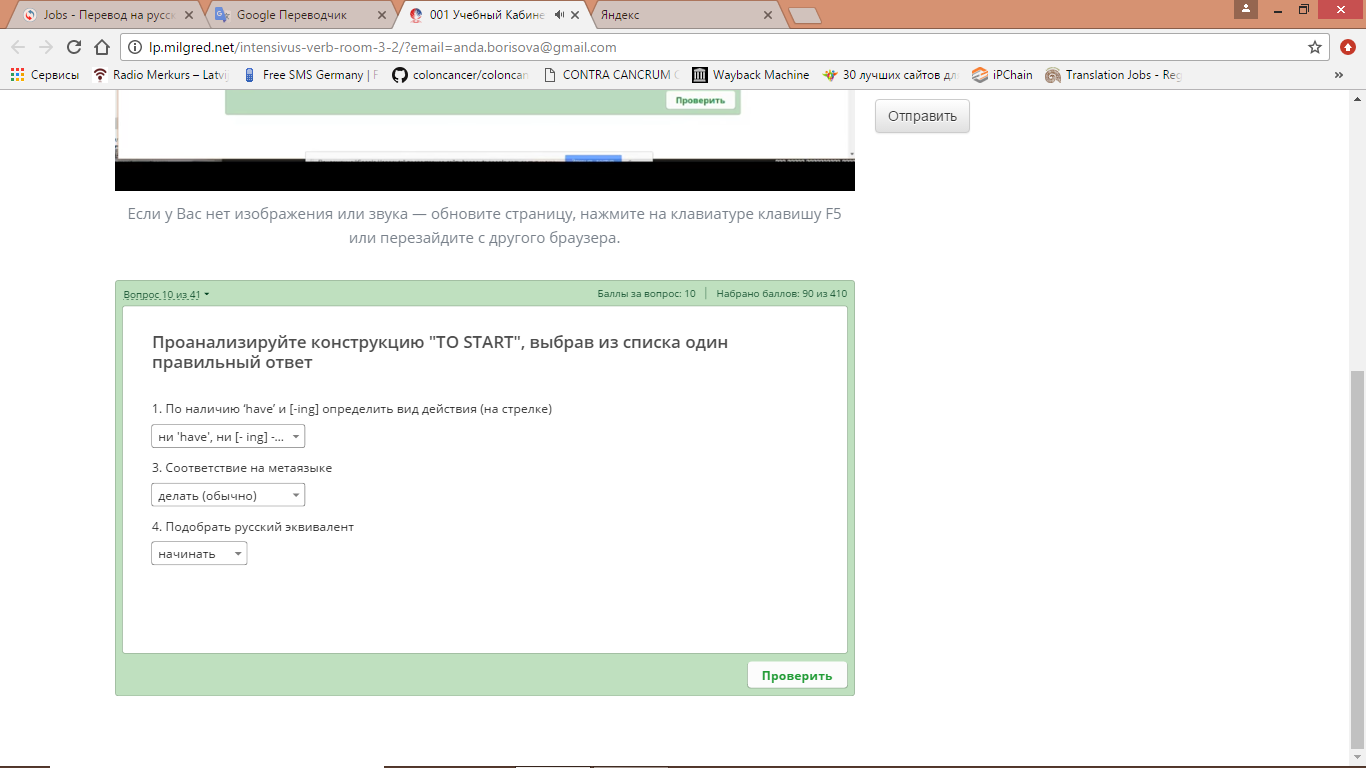 Jobs - Перевод на русск
Google Переводчик
001 Учебный Кабине
Яндекс
lp.milgred.net/intensivus-verb-room-3-2/?email=anda.borisova@gmail.com
Сервисы
Radio Merkurs – Latvij
Free SMS Germany | F
coloncancer/coloncan
CONTRA CANCRUM C
Wayback Machine
30 лучших сайтов для
iPChain
Translation Jobs - Reg
»
Проверить
Отправить
Если у Вас нет изображения или звука — обновите страницу, нажмите на клавиатуре клавишу F5
или перезайдите с другого браузера.
Вопрос 10 из 41
Баллы за вопрос: 10 | Набрано баллов: 90 из 410
Проанализируйте конструкцию "TO START", выбрав из списка один
правильный ответ
1. По наличию ‘have’ и [-ing] определить вид действия (на стрелке)
ни 'have', ни [- ing] -...
3. Соответствие на метаязыке
делать (обычно)
4. Подобрать русский эквивалент
начинать
Проверить